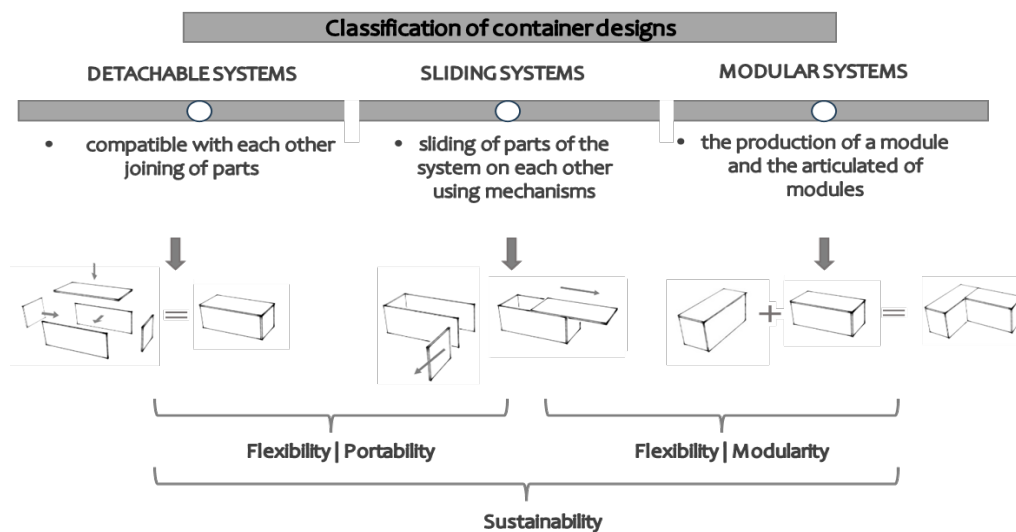 Classification of container designs
DETACHABLE SYSTEMS
• compatible with each other
joining of parts
SLIDING SYSTEMS
• sliding of parts of the
system on each other
using mechanisms
MODULAR SYSTEMS
• the production of a module
and the articulated of
modules
=
+
=
Flexibility | Portability
Flexibility | Modularity
Sustainability